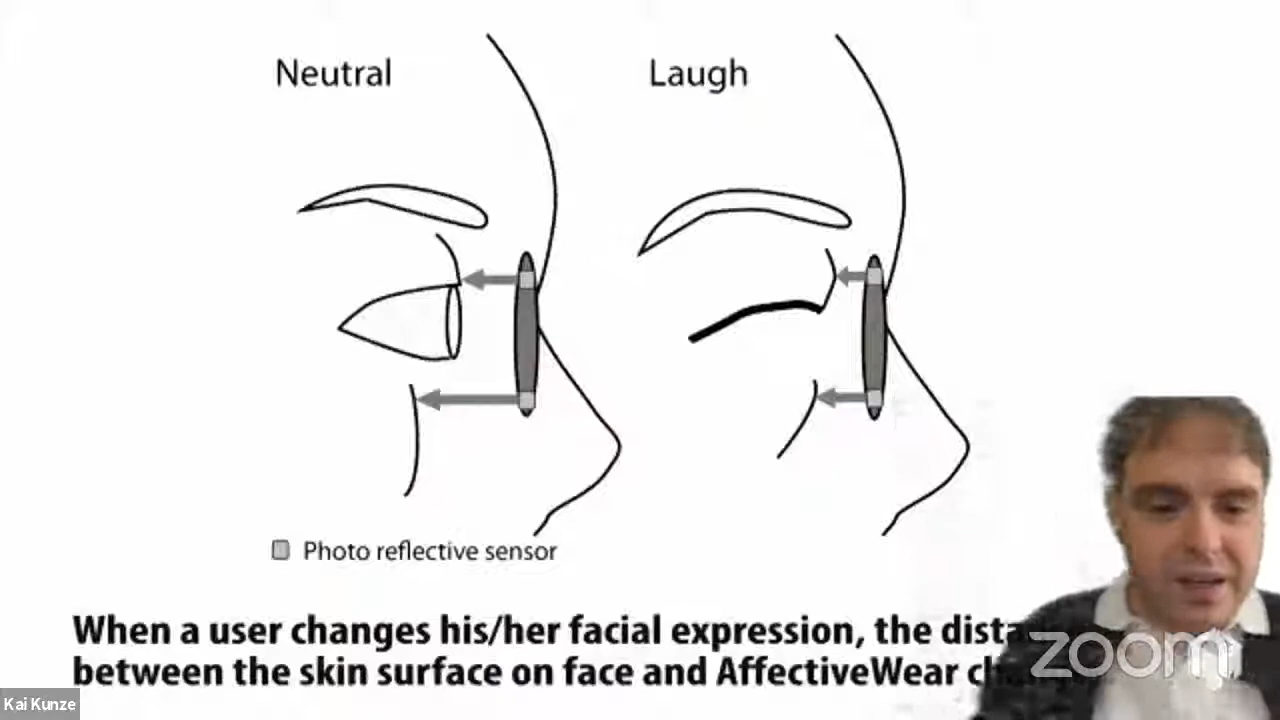 Neutral
Laugh
Photo reflective sensor
When a user changes his/her facial expression, the
between the skin surface on face and AffectiveWear
zoom
Kai Kunze